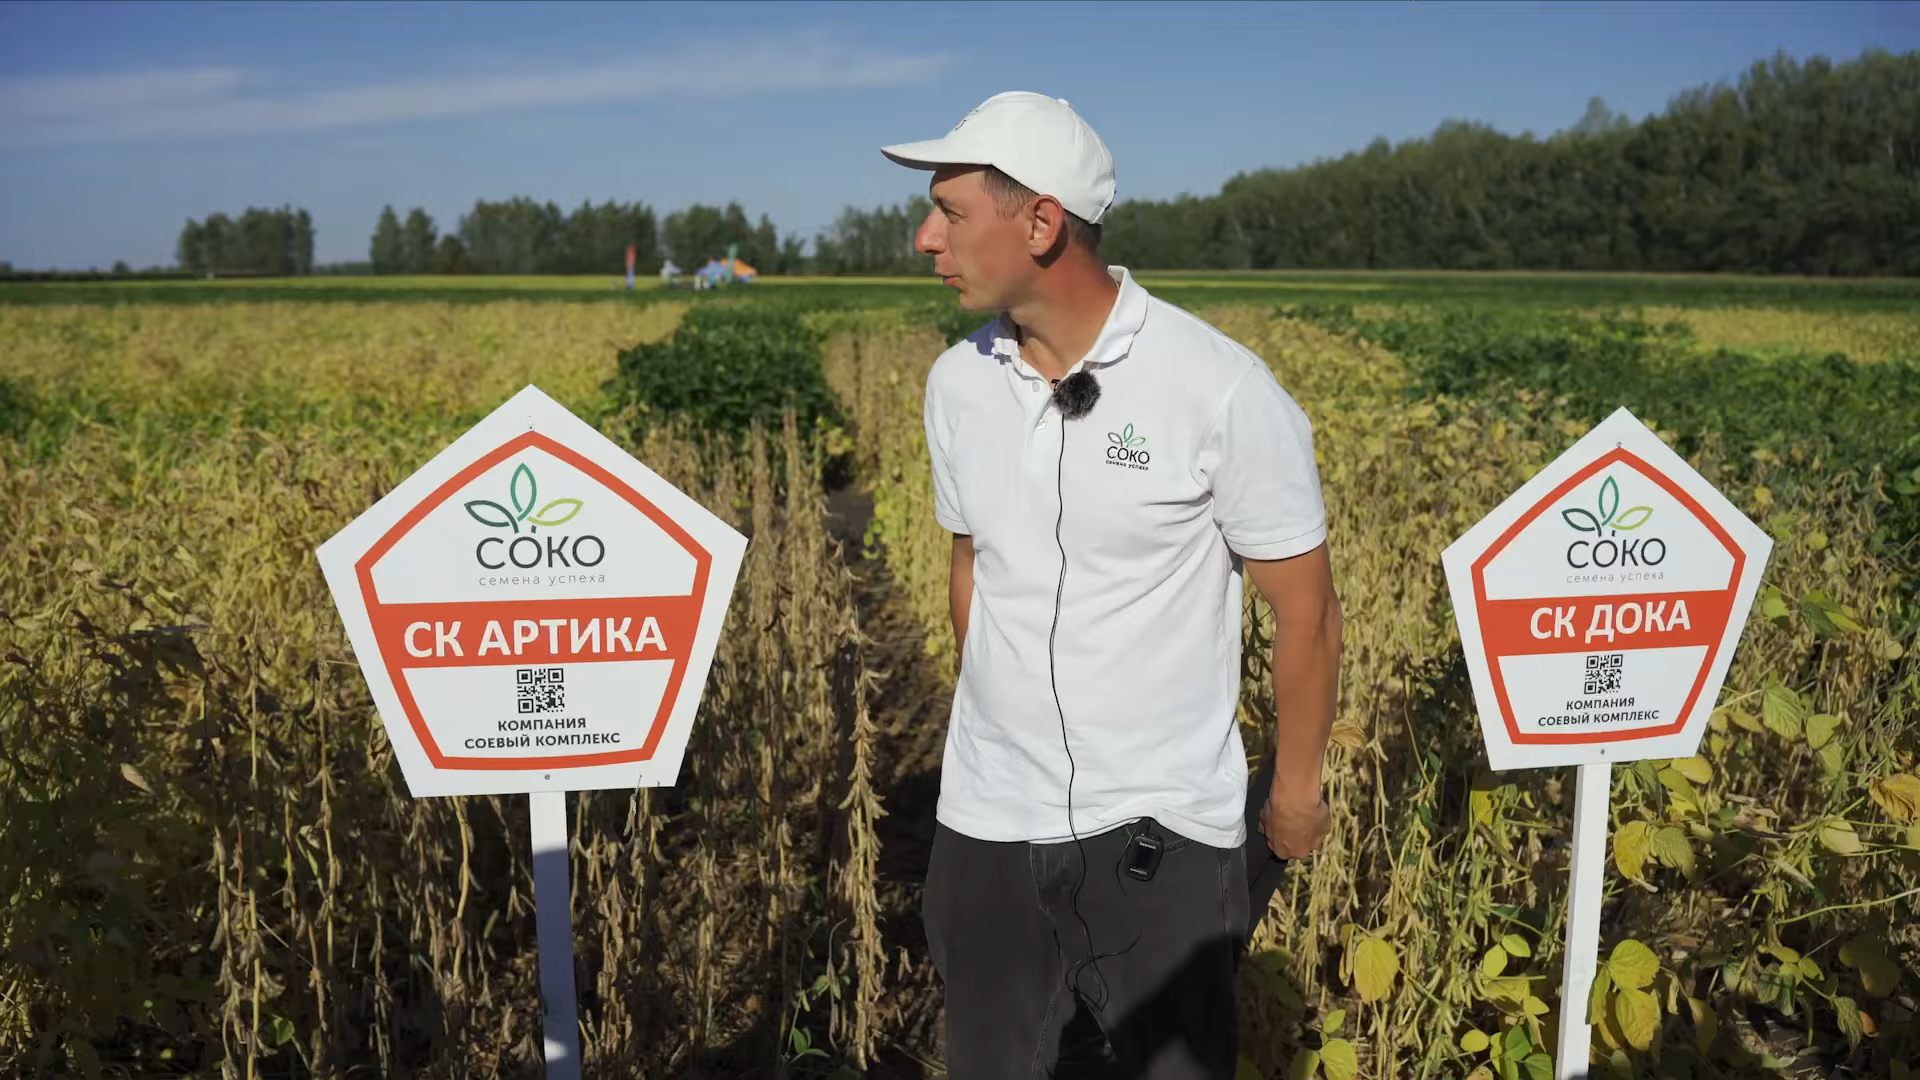 СОКО
семена успеха
СК АРТИКА
КОМПАНИЯ
СОЕВЫЙ КОМПЛЕКС
СОКО
семена успеха
СОКО
семена успеха
СК ДОКА
КОМПАНИЯ
СОЕВЫЙ КОМПЛЕКС